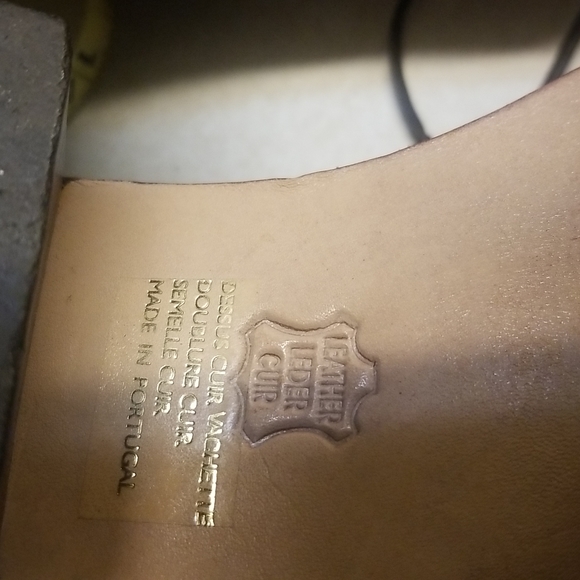 DESSUS CUIR VACHETTE
DOUBLURE CUIR
SEMELLE CUIR
MADE IN PORTUGAL
LEATHER
LEDER
CUIR